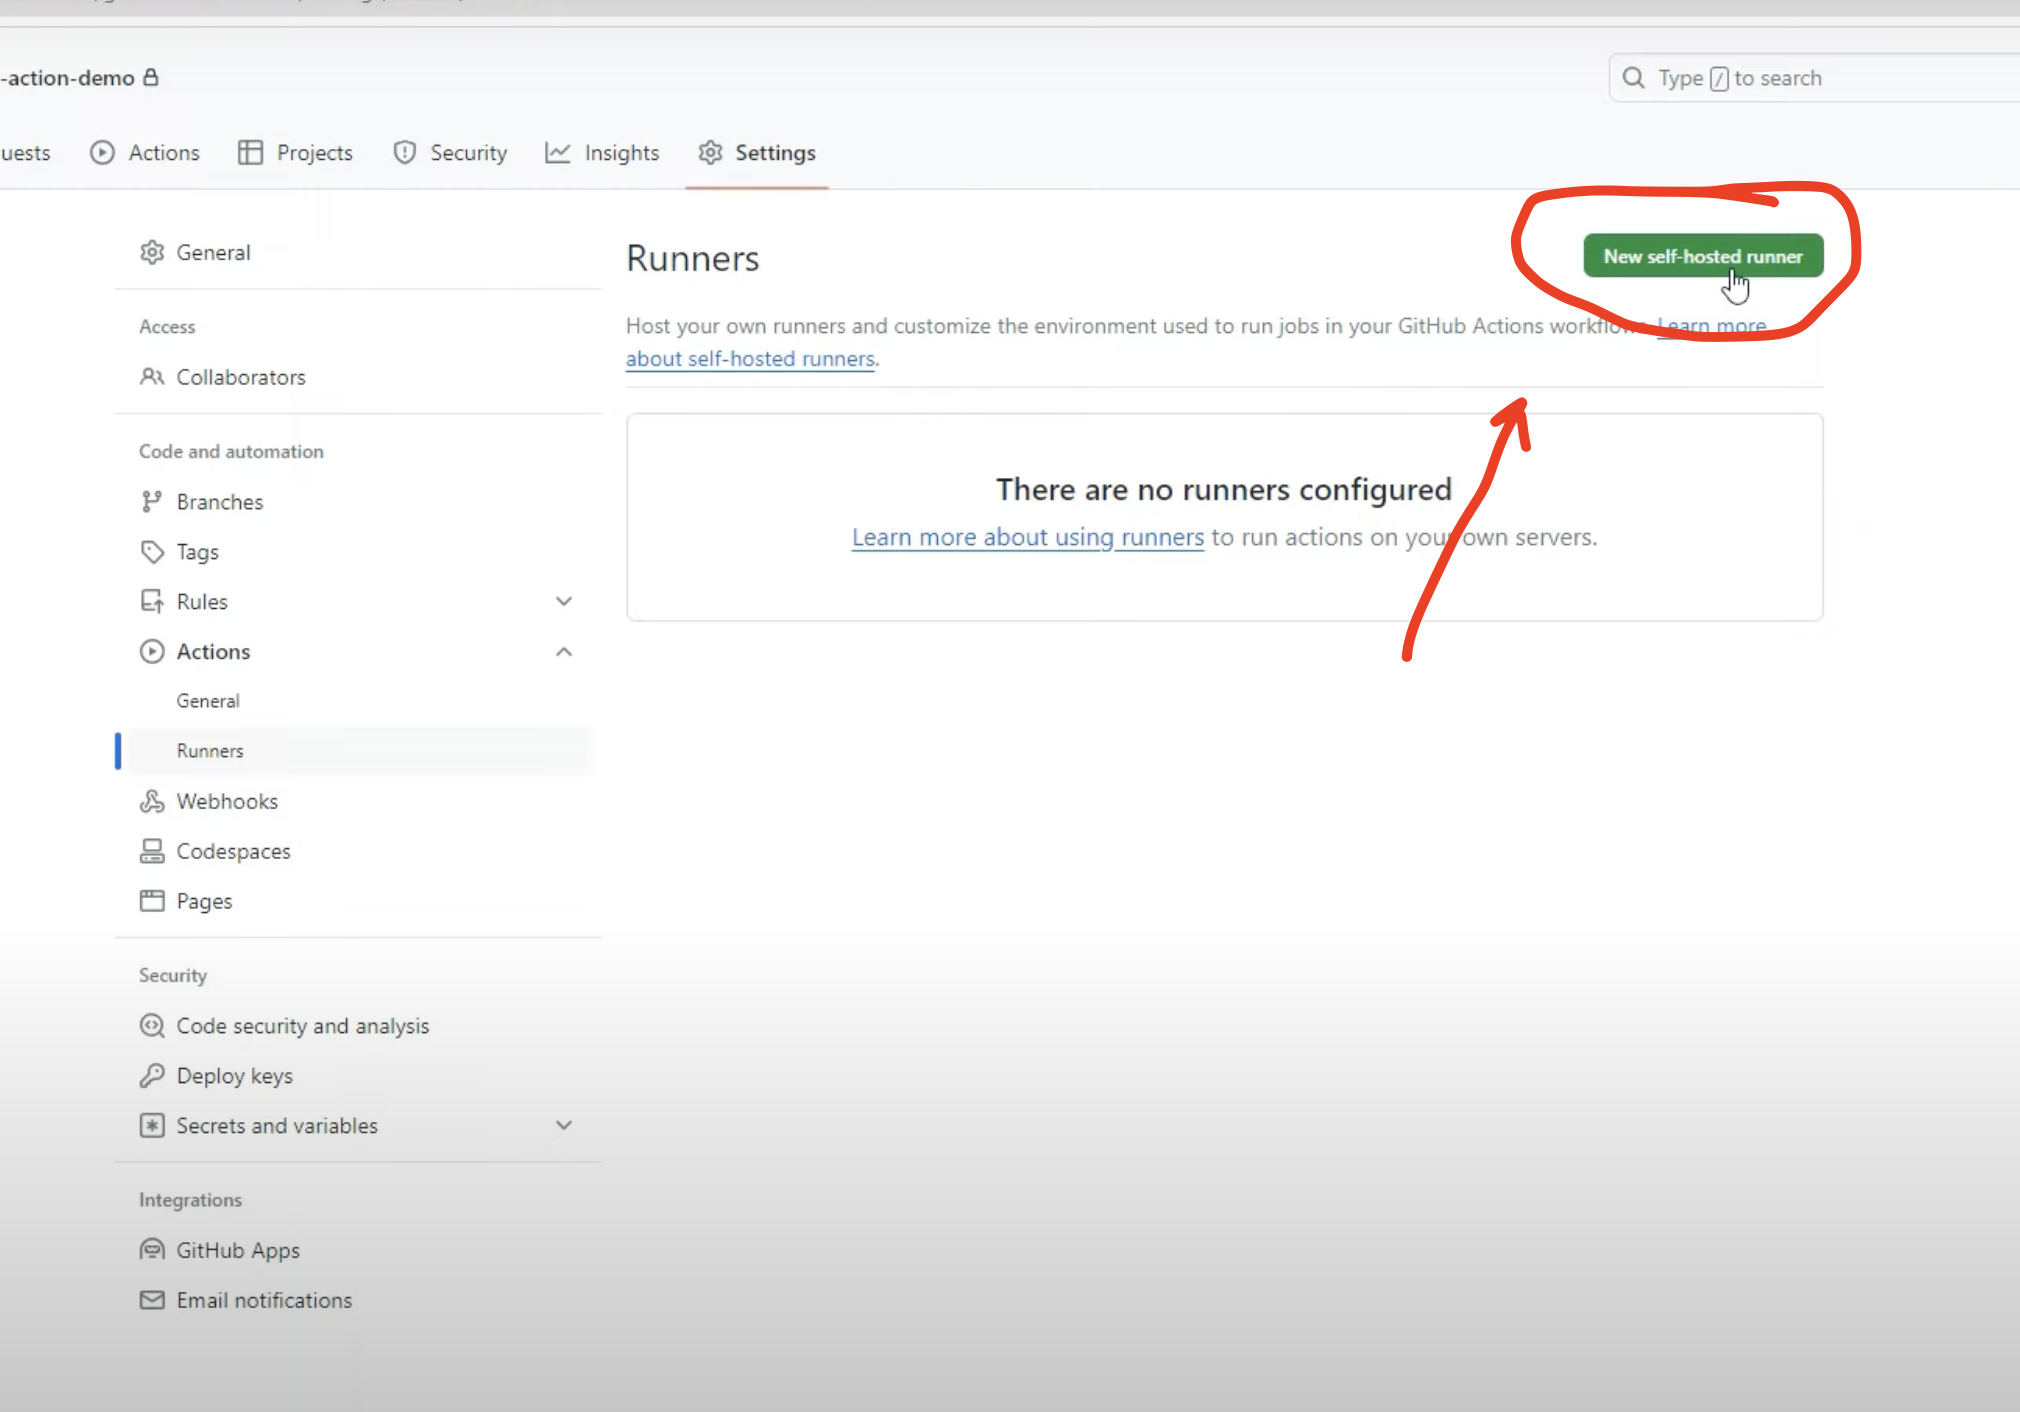 -action-demo
Type / to search
uests
Actions
Projects
Security
Insights
Settings
General
Access
Collaborators
Code and automation
Branches
Tags
Rules
Actions
General
Runners
Webhooks
Codespaces
Pages
Security
Code security and analysis
Deploy keys
Secrets and variables
Integrations
GitHub Apps
Email notifications
Runners
New self-hosted runner
Host your own runners and customize the environment used to run jobs in your GitHub Actions workflows. Learn more
about self-hosted runners.
There are no runners configured
Learn more about using runners to run actions on your own servers.